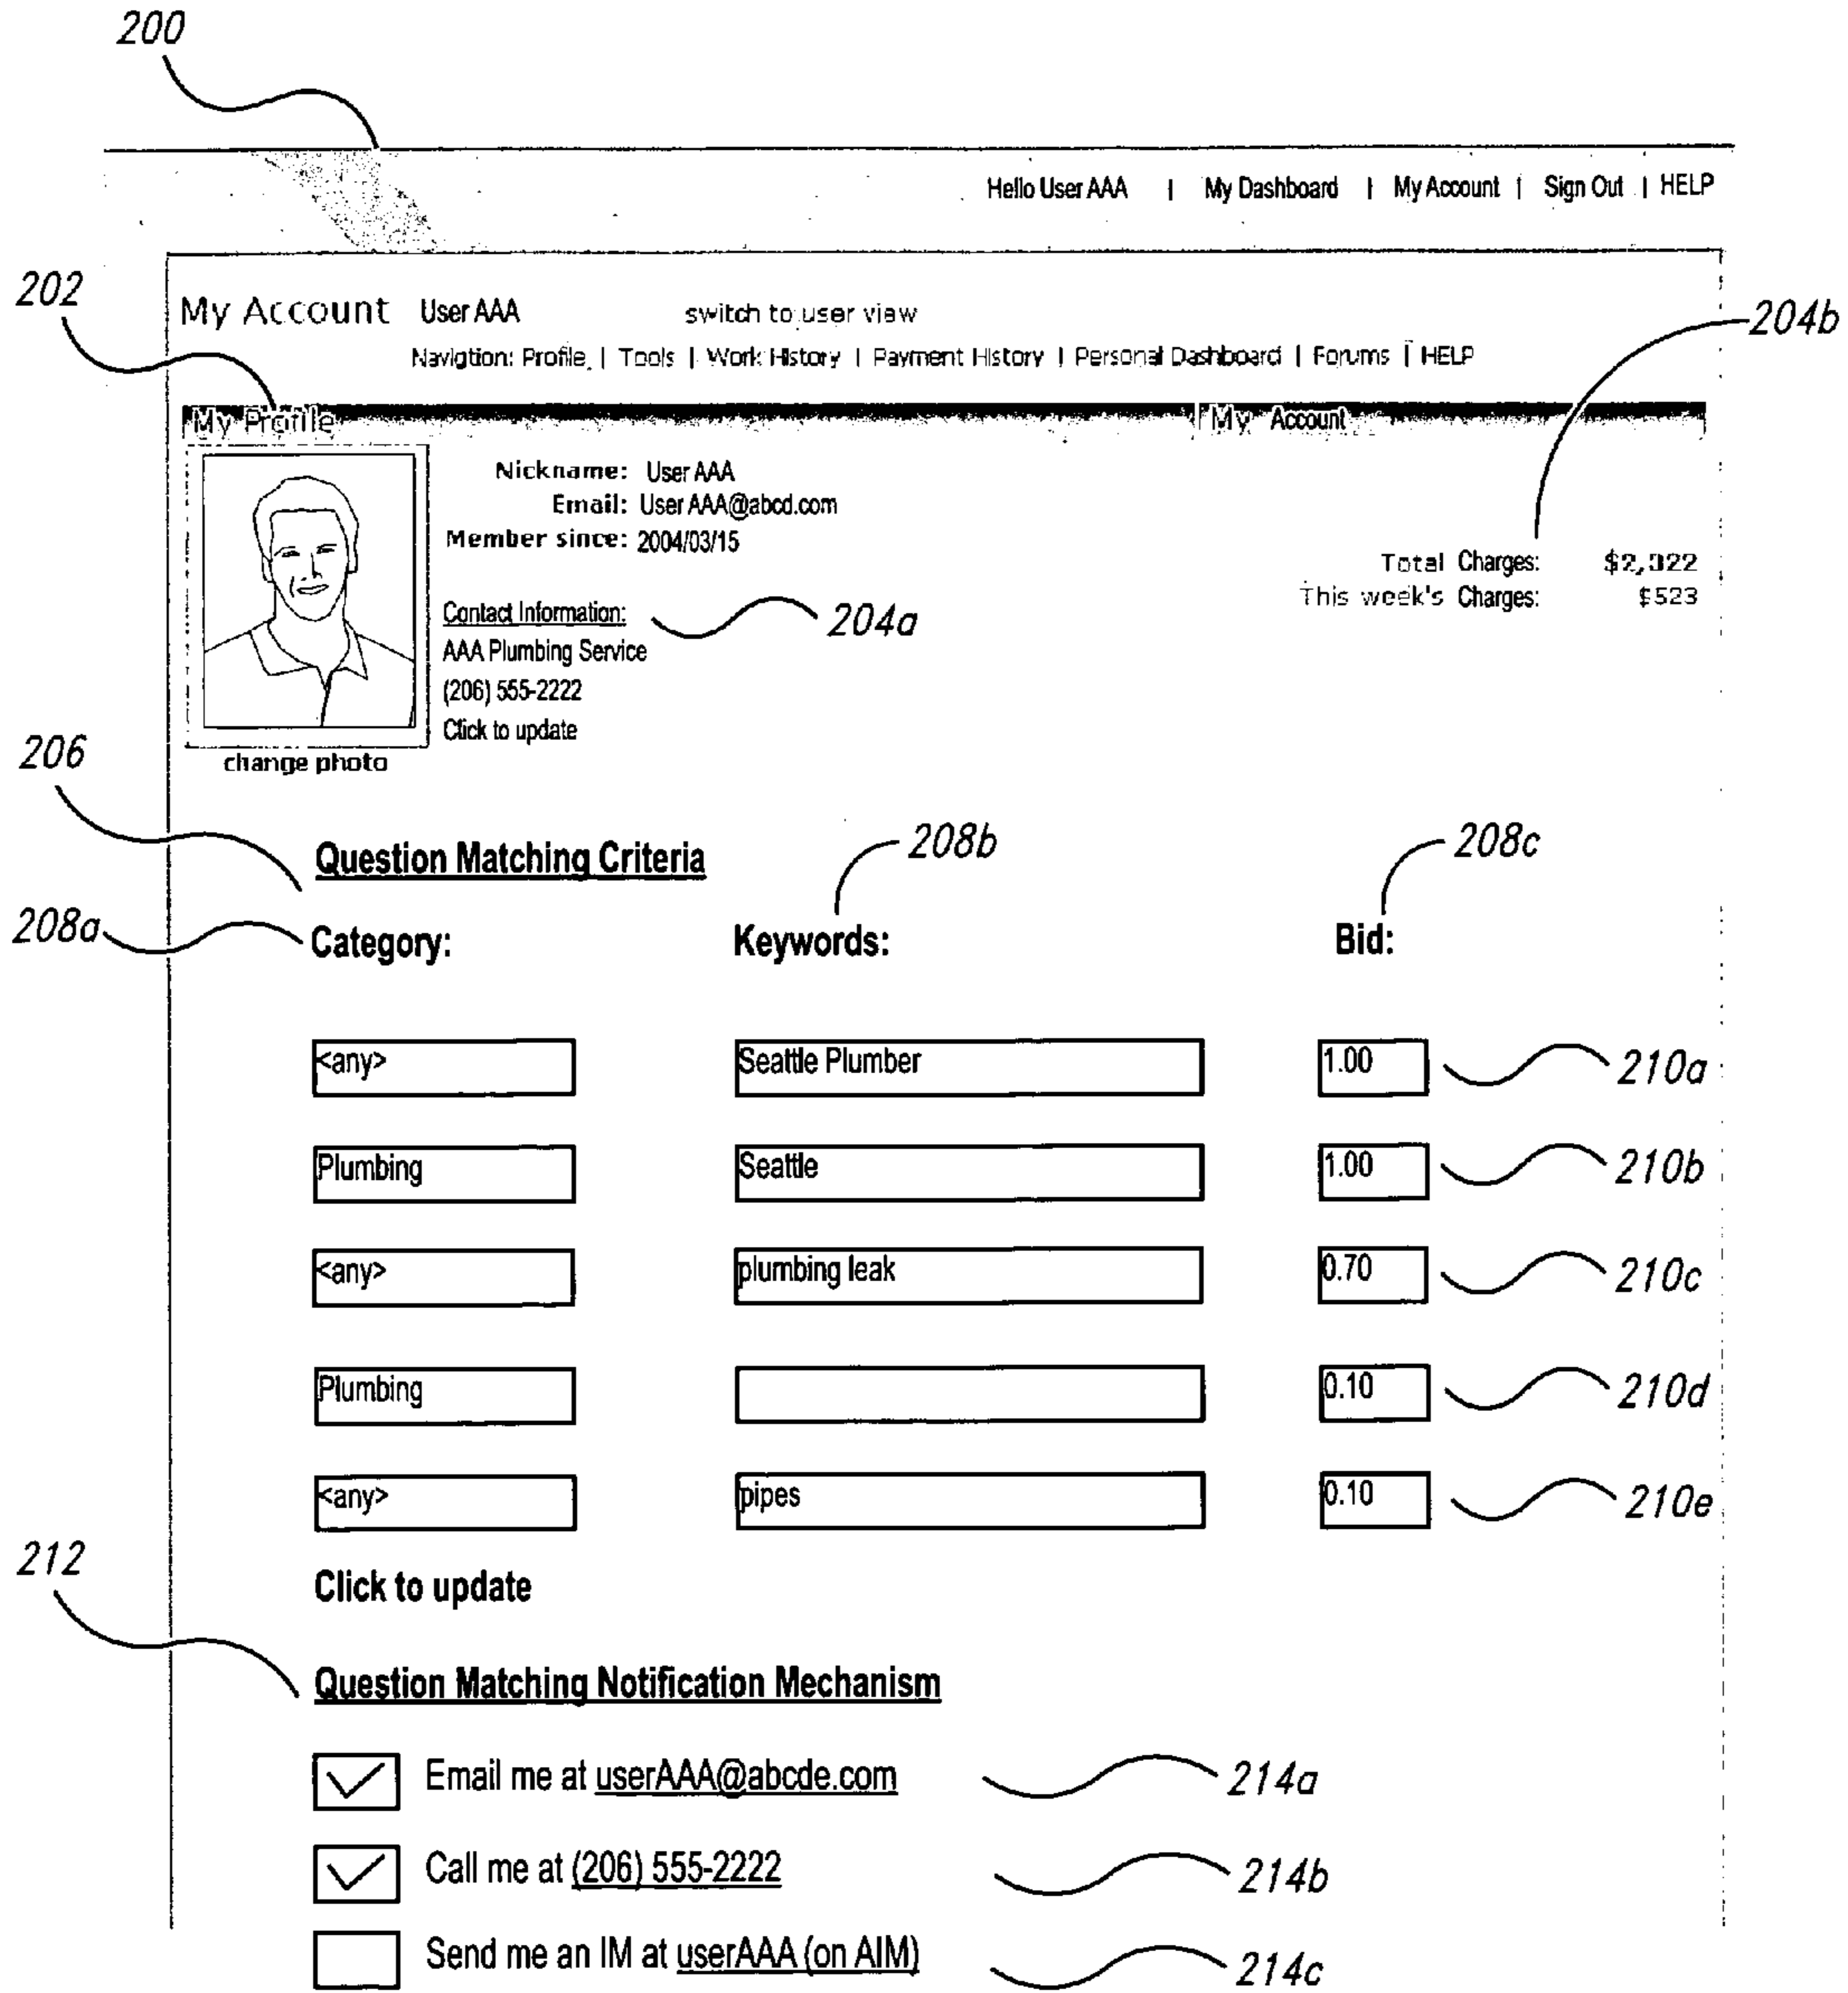 200
Hello User AAA | My Dashboard | My Account | Sign Out | HELP
202
My Account User AAA switch to user view
204b
Navigtion: Profile | Tools | Work History | Payment History | Personal Dashboard | Forums | HELP
My Profile My Account
Nickname: User AAA
Email: User AAA@abcd.com
Member since: 2004/03/15
Total Charges: $2,322
This week's Charges: $523
Contact Information: 204a
AAA Plumbing Service
(206) 555-2222
Click to update
change photo
206
Question Matching Criteria 208b 208c
208a Category: Keywords: Bid:
<any> Seattle Plumber 1.00 210a
Plumbing Seattle 1.00 210b
<any> plumbing leak 0.70 210c
Plumbing 0.10 210d
<any> pipes 0.10 210e
212
Click to update
Question Matching Notification Mechanism
Email me at userAAA@abcde.com 214a
Call me at (206) 555-2222 214b
Send me an IM at userAAA (on AIM) 214c